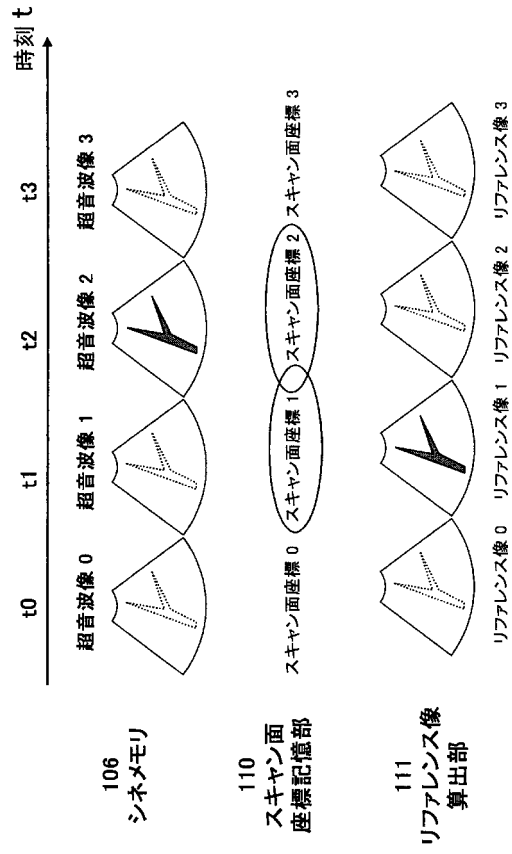 時刻 t
t0
t1
t2
t3
106
シネメモリ
超音波像 0
超音波像 1
超音波像 2
超音波像 3
110
スキャン面
座標記憶部
スキャン面座標 0
スキャン面座標 1
スキャン面座標 2
スキャン面座標 3
111
リファレンス像
算出部
リファレンス像 0
リファレンス像 1
リファレンス像 2
リファレンス像 3